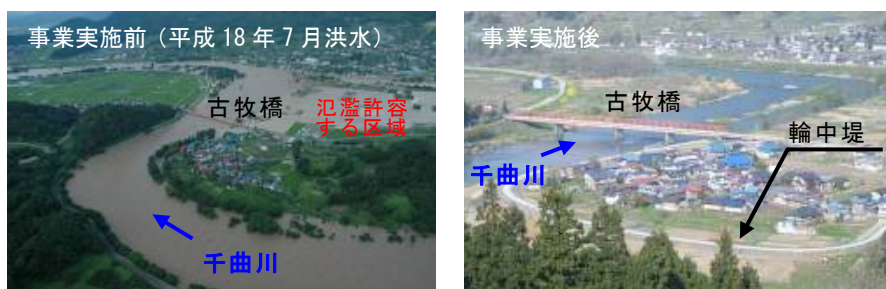 事業実施前（平成18年7月洪水）
古牧橋
氾濫許容
する区域
千曲川
事業実施後
古牧橋
輪中堤
千曲川